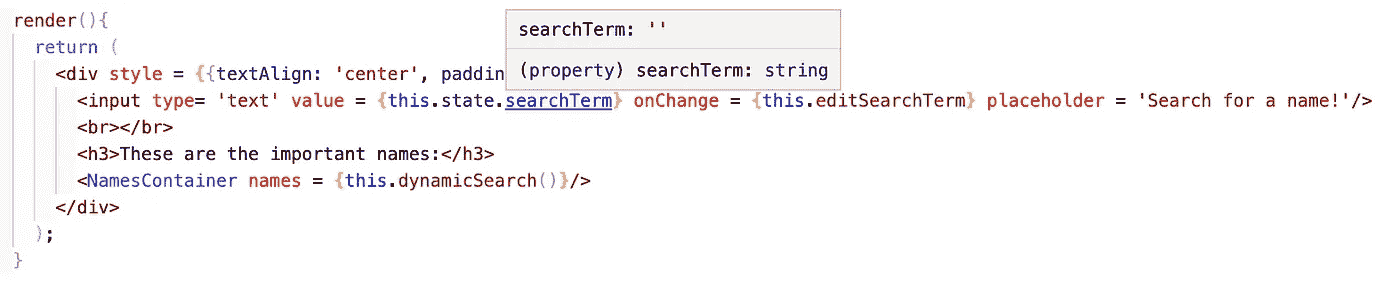 render(){
return (
searchTerm: ''
<div style = {{textAlign: 'center', paddin
(property) searchTerm: string
<input type= 'text' value = {this.state.searchTerm} onChange = {this.editSearchTerm} placeholder = 'Search for a name!'/>
<br></br>
<h3>These are the important names:</h3>
<NamesContainer names = {this.dynamicSearch()}/>
</div>
);
}